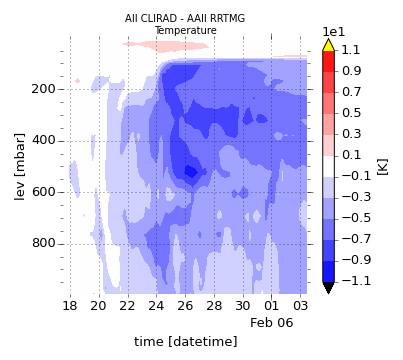 All CLIRAD - AAll RRTMG
Temperature
1e1
1.1
0.9
0.7
0.5
0.3
0.1
−0.1
−0.3
−0.5
−0.7
−0.9
−1.1
[K]
lev [mbar]
200
400
600
800
18 20 22 24 26 28 30 01 03
Feb 06
time [datetime]